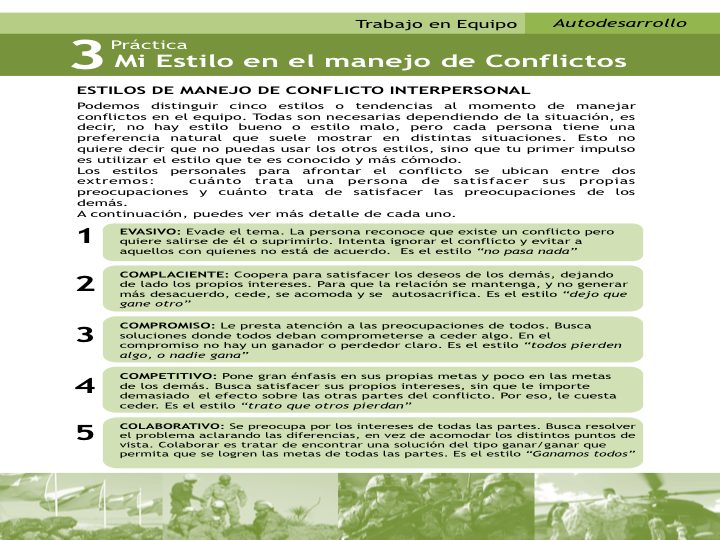 Trabajo en Equipo
Autodesarrollo
3
Práctica
Mi Estilo en el manejo de Conflictos
ESTILOS DE MANEJO DE CONFLICTO INTERPERSONAL
Podemos distinguir cinco estilos o tendencias al momento de manejar
conflictos en el equipo. Todas son necesarias dependiendo de la situación, es
decir, no hay estilo bueno o estilo malo, pero cada persona tiene una
preferencia natural que suele mostrar en distintas situaciones. Esto no
quiere decir que no puedas usar los otros estilos, sino que tu primer impulso
es utilizar el estilo que te es conocido y más cómodo.
Los estilos personales para afrontar el conflicto se ubican entre dos
extremos: cuánto trata una persona de satisfacer sus propias
preocupaciones y cuánto trata de satisfacer las preocupaciones de los
demás.
A continuación, puedes ver más detalle de cada uno.
1
EVASIVO: Evade el tema. La persona reconoce que existe un conflicto pero
quiere salirse de él o suprimirlo. Intenta ignorar el conflicto y evitar a
aquellos con quienes no está de acuerdo. Es el estilo “no pasa nada”
2
COMPLACIENTE: Coopera para satisfacer los deseos de los demás, dejando
de lado los propios intereses. Para que la relación se mantenga, y no generar
más desacuerdo, cede, se acomoda y se autosacrifica. Es el estilo “dejo que
gane otro”
3
COMPROMISO: Le presta atención a las preocupaciones de todos. Busca
soluciones donde todos deban comprometerse a ceder algo. En el
compromiso no hay un ganador o perdedor claro. Es el estilo “todos pierden
algo, o nadie gana”
4
COMPETITIVO: Pone gran énfasis en sus propias metas y poco en las metas
de los demás. Busca satisfacer sus propios intereses, sin que le importe
demasiado el efecto sobre las otras partes del conflicto. Por eso, le cuesta
ceder. Es el estilo “trato que otros pierdan”
5
COLABORATIVO: Se preocupa por los intereses de todas las partes. Busca resolver
el problema aclarando las diferencias, en vez de acomodar los distintos puntos de
vista. Colaborar es tratar de encontrar una solución del tipo ganar/ganar que
permita que se logren las metas de todas las partes. Es el estilo “Ganamos todos”